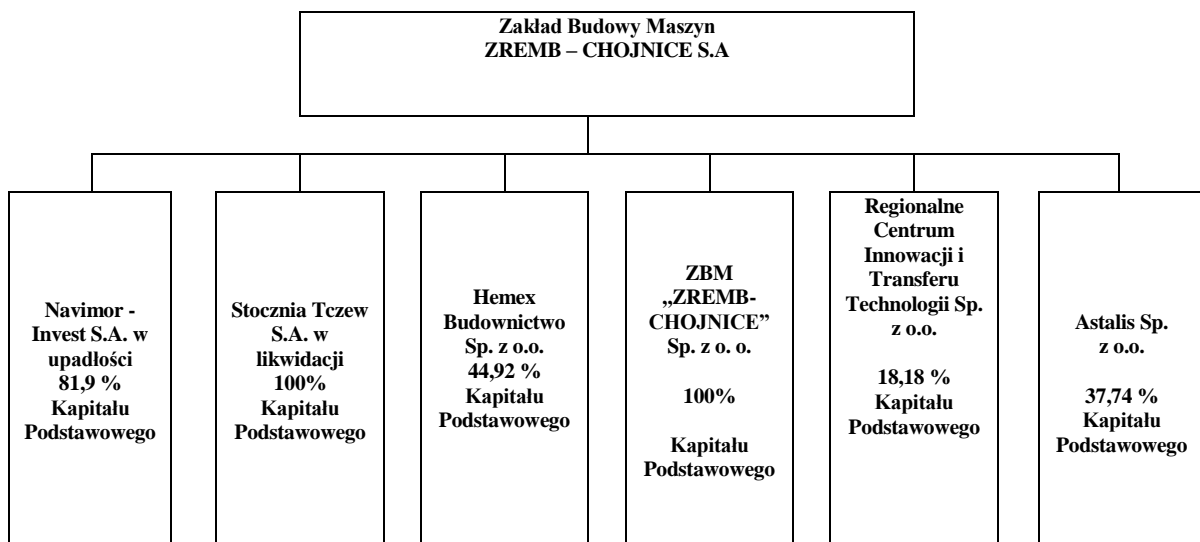 Zakład Budowy Maszyn
ZREMB – CHOJNICE S.A
Navimor -
Invest S.A. w
upadłości
81,9 %
Kapitału
Podstawowego
Stocznia Tczew
S.A. w
likwidacji
100%
Kapitału
Podstawowego
Hemex
Budownictwo
Sp. z o.o.
44,92 %
Kapitału
Podstawowego
ZBM
„ZREMB-
CHOJNICE”
Sp. z o. o.
100%
Kapitału
Podstawowego
Regionalne
Centrum
Innowacji i
Transferu
Technologii Sp.
z o.o.
18,18 %
Kapitału
Podstawowego
Astalis Sp.
z o.o.
37,74 %
Kapitału
Podstawowego